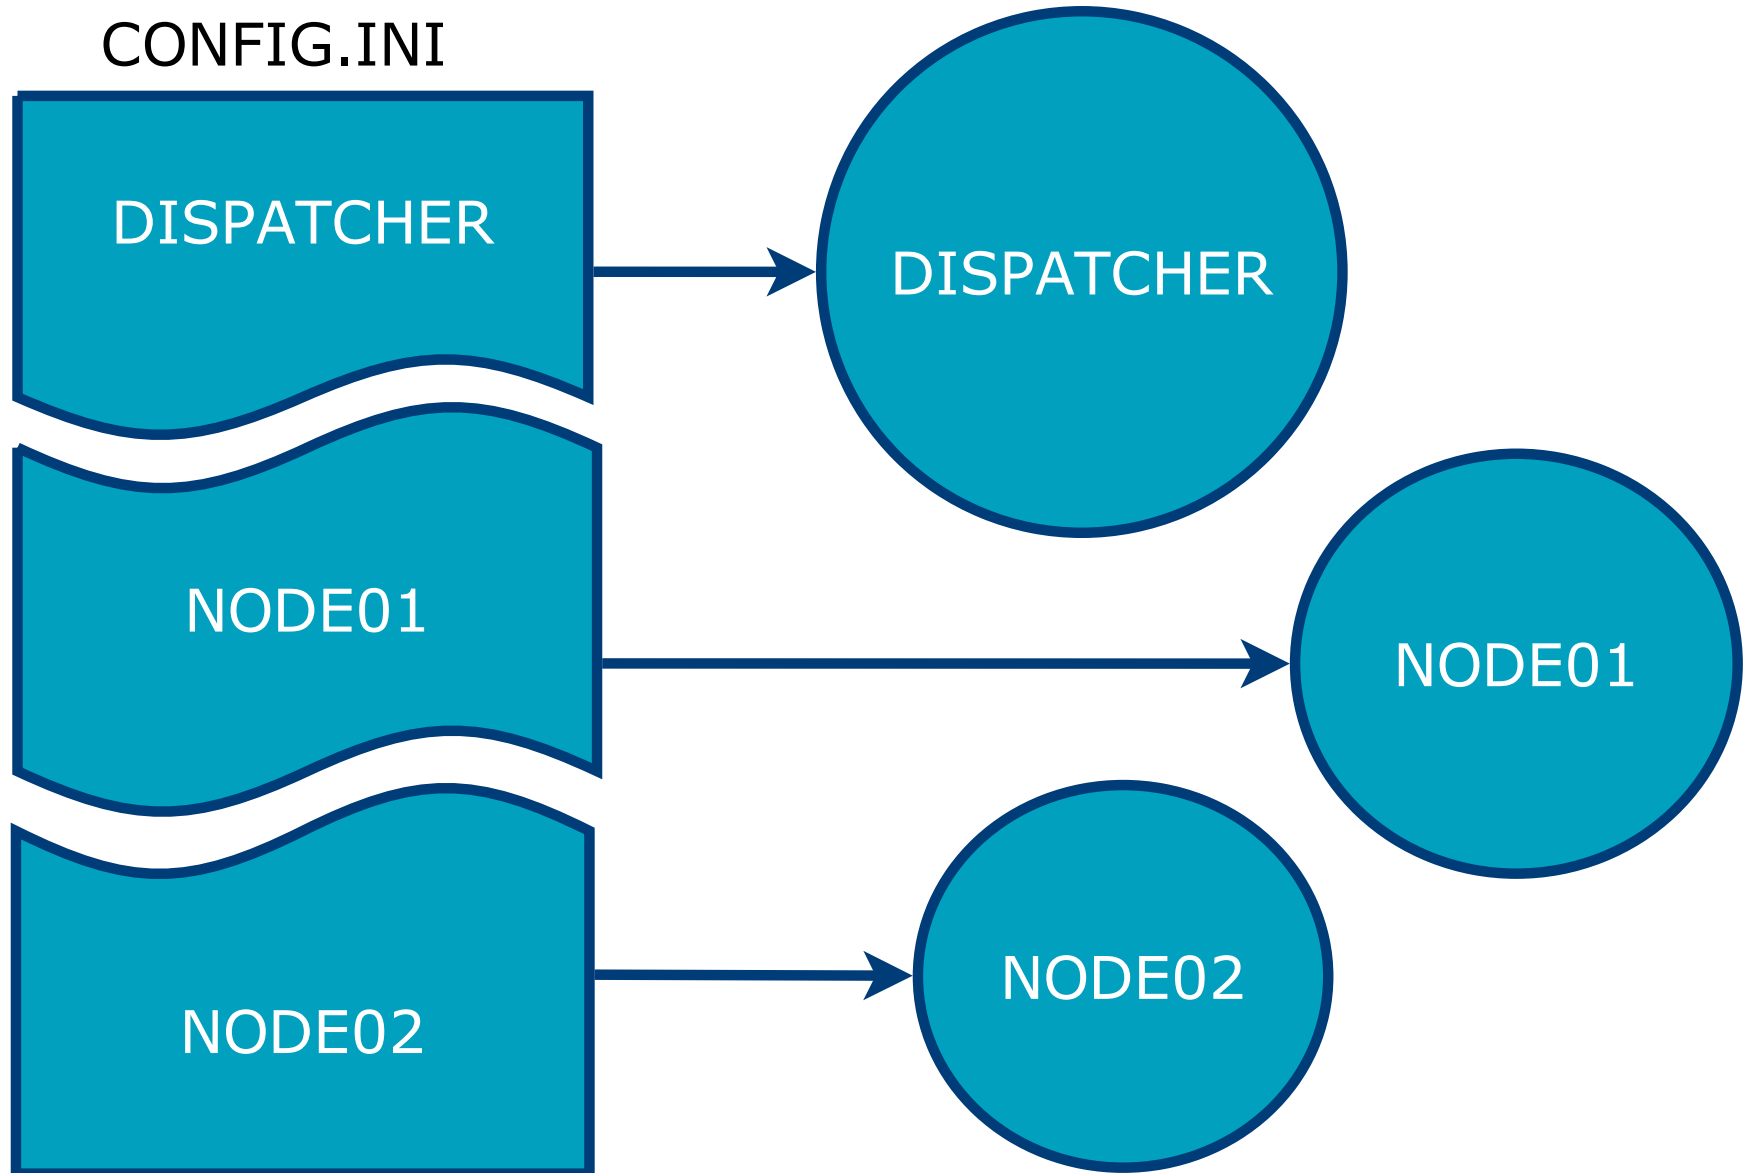 CONFIG.INI
DISPATCHER
DISPATCHER
NODE01
NODE01
NODE02
NODE02